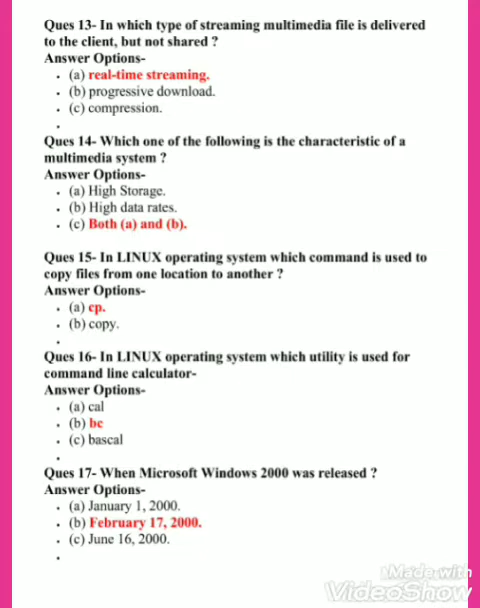 Ques 13- In which type of streaming multimedia file is delivered
to the client, but not shared ?
Answer Options-
• (a) real-time streaming.
• (b) progressive download.
• (c) compression.
•
Ques 14- Which one of the following is the characteristic of a
multimedia system ?
Answer Options-
• (a) High Storage.
• (b) High data rates.
• (c) Both (a) and (b).
Ques 15- In LINUX operating system which command is used to
copy files from one location to another ?
Answer Options-
• (a) cp.
• (b) copy.
•
Ques 16- In LINUX operating system which utility is used for
command line calculator-
Answer Options-
• (a) cal
• (b) bc
• (c) bascal
•
Ques 17- When Microsoft Windows 2000 was released ?
Answer Options-
• (a) January 1, 2000.
• (b) February 17, 2000.
• (c) June 16, 2000.
•
Made with
VideoShow